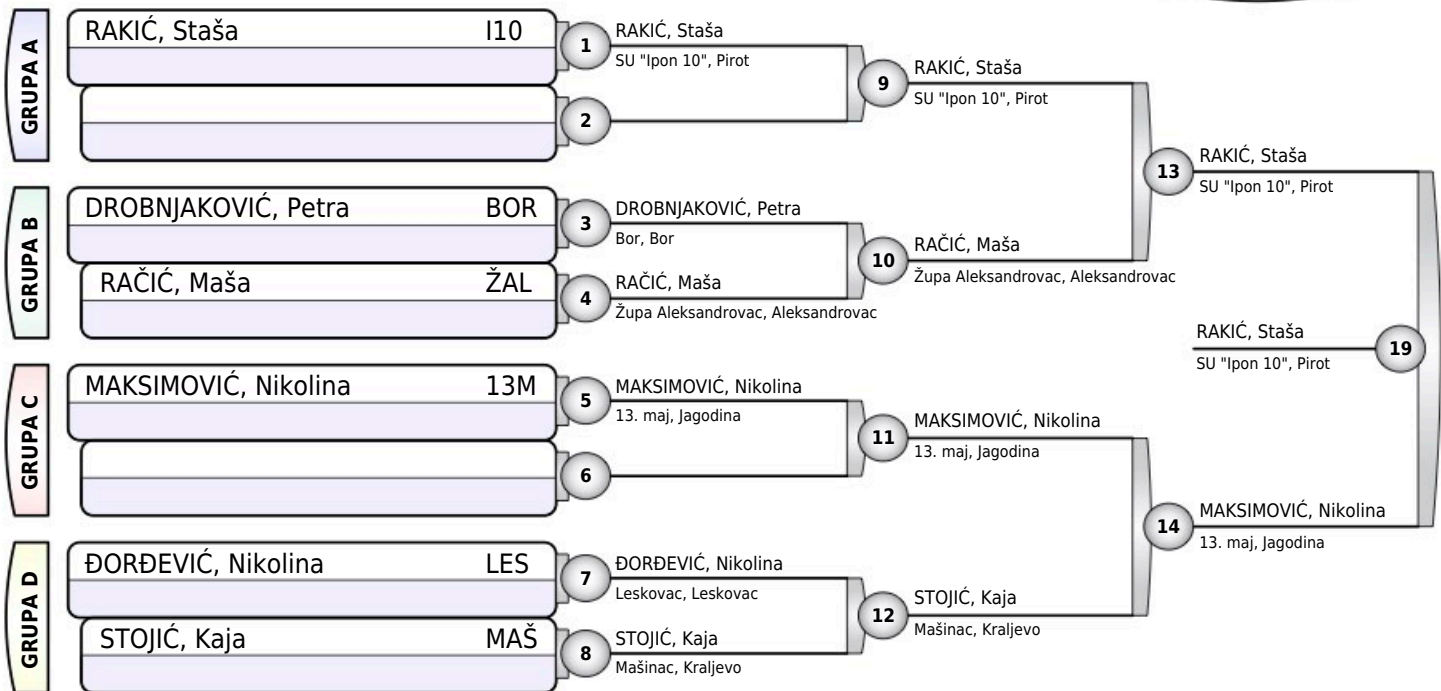 GRUPA A
RAKIĆ, Staša I10
1
RAKIĆ, Staša
SU "Ipon 10", Pirot
2
9
RAKIĆ, Staša
SU "Ipon 10", Pirot
GRUPA B
DROBNJAKOVIĆ, Petra BOR
RAČIĆ, Maša ŽAL
3
DROBNJAKOVIĆ, Petra
Bor, Bor
4
RAČIĆ, Maša
Župa Aleksandrovac, Aleksandrovac
10
RAČIĆ, Maša
Župa Aleksandrovac, Aleksandrovac
13
RAKIĆ, Staša
SU "Ipon 10", Pirot
GRUPA C
MAKSIMOVIĆ, Nikolina 13M
5
MAKSIMOVIĆ, Nikolina
13. maj, Jagodina
6
11
MAKSIMOVIĆ, Nikolina
13. maj, Jagodina
GRUPA D
ĐORĐEVIĆ, Nikolina LES
STOJIĆ, Kaja MAŠ
7
ĐORĐEVIĆ, Nikolina
Leskovac, Leskovac
8
STOJIĆ, Kaja
Mašinac, Kraljevo
12
STOJIĆ, Kaja
Mašinac, Kraljevo
14
MAKSIMOVIĆ, Nikolina
13. maj, Jagodina
RAKIĆ, Staša
SU "Ipon 10", Pirot
19